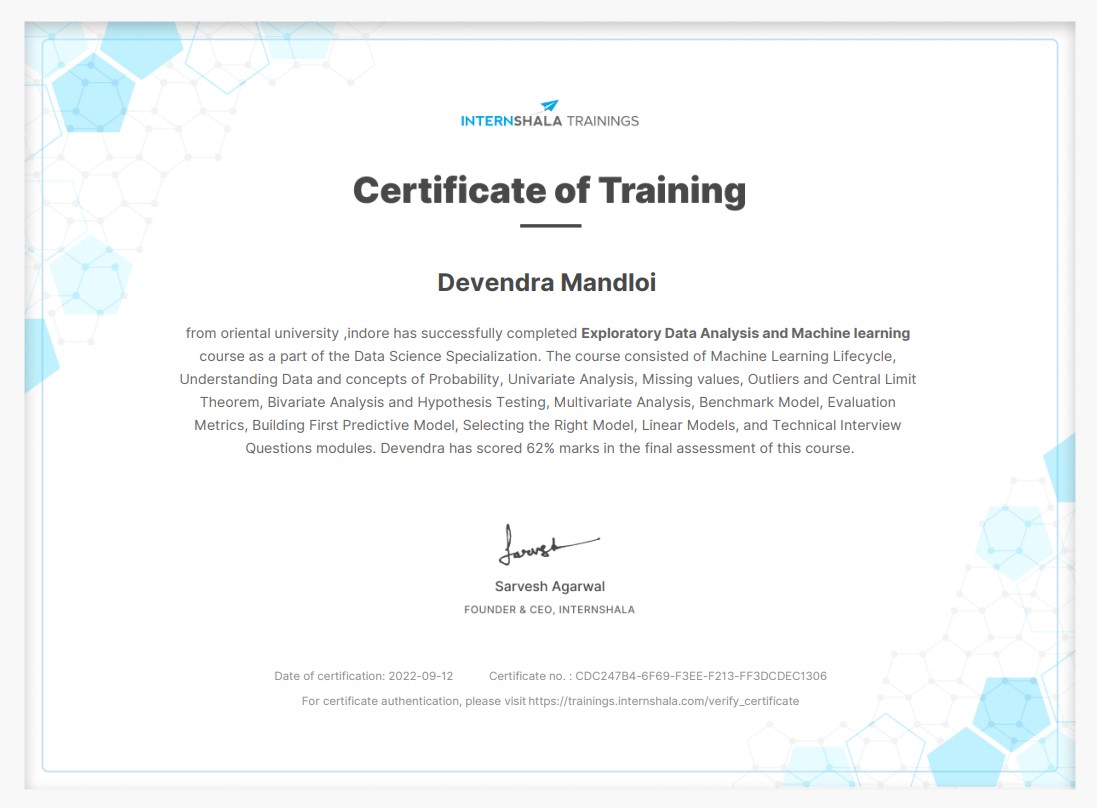 INTERNSHALA TRAININGS
Certificate of Training
Devendra Mandloi
from oriental university ,indore has successfully completed Exploratory Data Analysis and Machine learning
course as a part of the Data Science Specialization. The course consisted of Machine Learning Lifecycle,
Understanding Data and concepts of Probability, Univariate Analysis, Missing values, Outliers and Central Limit
Theorem, Bivariate Analysis and Hypothesis Testing, Multivariate Analysis, Benchmark Model, Evaluation
Metrics, Building First Predictive Model, Selecting the Right Model, Linear Models, and Technical Interview
Questions modules. Devendra has scored 62% marks in the final assessment of this course.
Sarvesh
Sarvesh Agarwal
FOUNDER & CEO, INTERNSHALA
Date of certification: 2022-09-12 Certificate no. : CDC247B4-6F69-F3EE-F213-FF3DCDEC1306
For certificate authentication, please visit https://trainings.internshala.com/verify_certificate